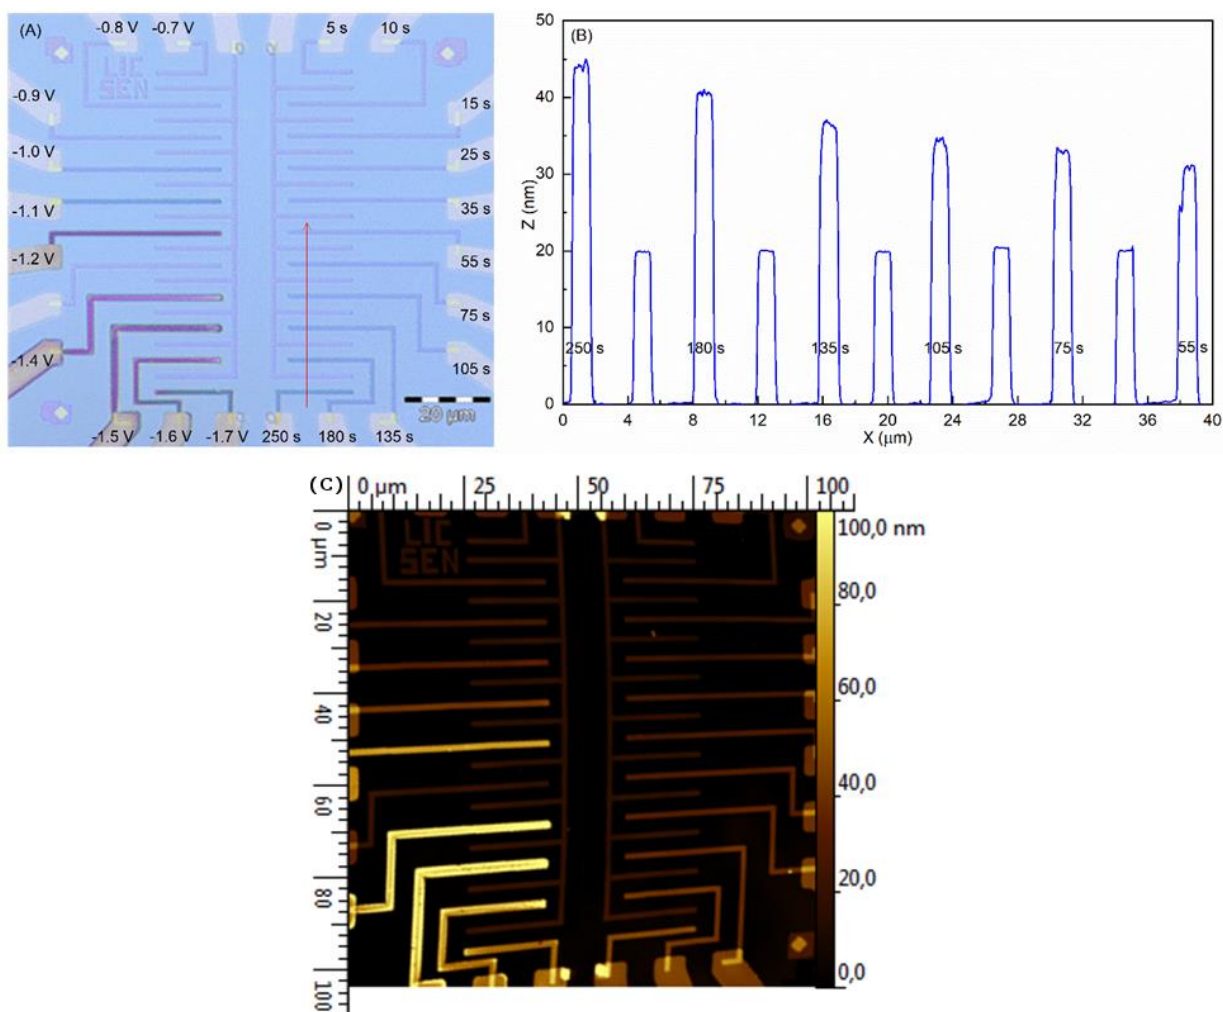 (A)
-0.8 V -0.7 V 5 s 10 s
LIC
SEN
-0.9 V 15 s
-1.0 V 25 s
-1.1 V 35 s
-1.2 V 55 s
75 s
-1.4 V 105 s
20 µm
-1.5 V -1.6 V -1.7 V 250 s 180 s 135 s
(B)
50
40
30
20
10
0
Z (nm)
250 s 180 s 135 s 105 s 75 s 55 s
0 4 8 12 16 20 24 28 32 36 40
X (µm)
(C)
0 µm 25 50 75 100
0 µm
20
40
60
80
100
LIC
SEN
100,0 nm
80,0
60,0
40,0
20,0
0,0